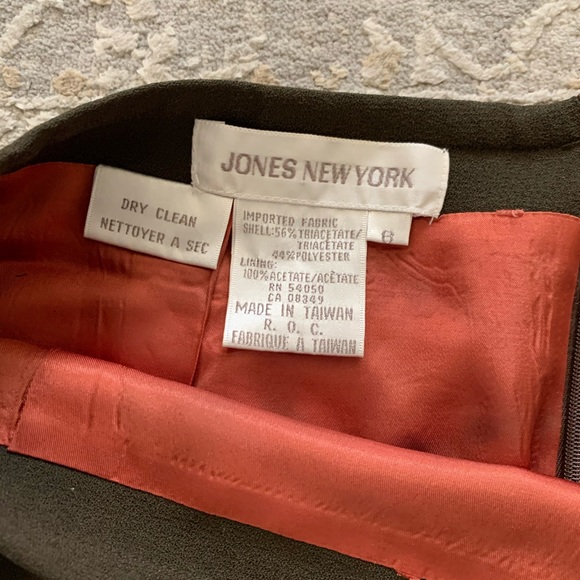 JONES NEW YORK
DRY CLEAN
NETTOYER A SEC
IMPORTED FABRIC
SHELL:56%TRIACETATE/
TRIACÉTATE
44%POLYESTER
LINING:
100%ACETATE/ACÉTATE
RN 54050
CA 08349
MADE IN TAIWAN
R. O. C.
FABRIQUE A TAIWAN
6